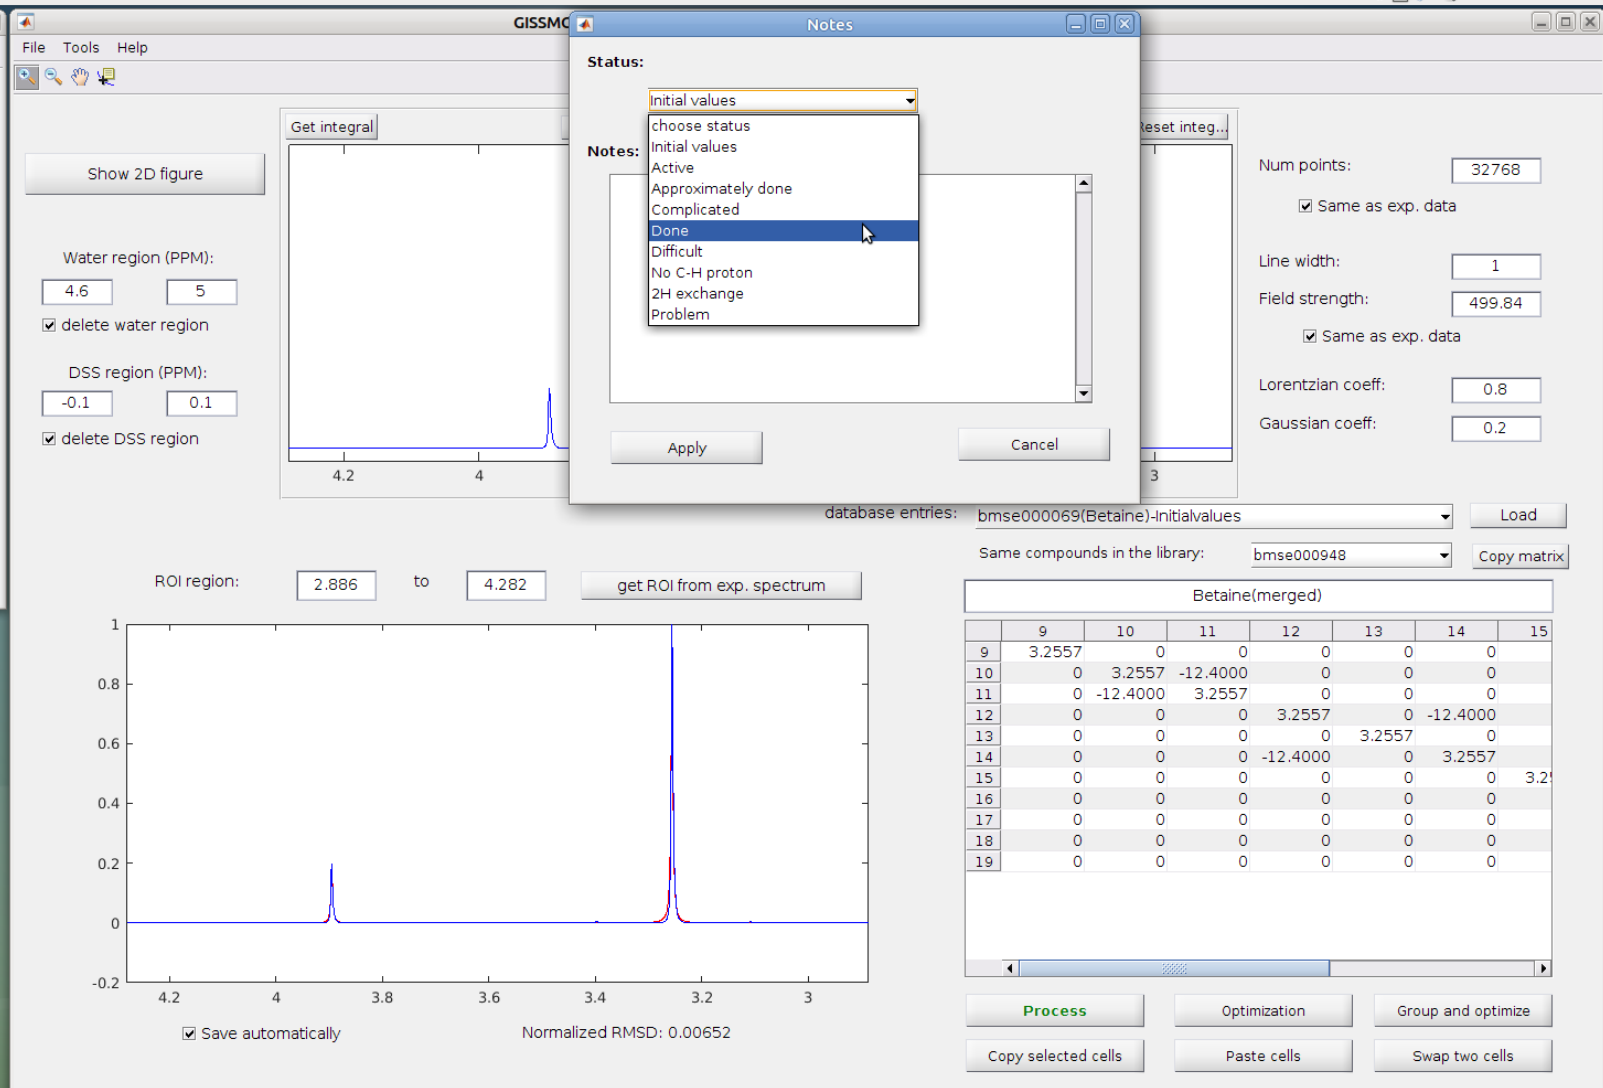 GISSMO
Notes
File Tools Help
Status:
Initial values
choose status
Initial values
Active
Approximately done
Complicated
Done
Difficult
No C-H proton
2H exchange
Problem
Notes:
Apply
Cancel
Get integral
Reset integ...
Show 2D figure
Water region (PPM):
4.6 5
delete water region
DSS region (PPM):
-0.1 0.1
delete DSS region
4.2 4 3
Num points: 32768
Same as exp. data
Line width: 1
Field strength: 499.84
Same as exp. data
Lorentzian coeff: 0.8
Gaussian coeff: 0.2
database entries: bmse000069(Betaine)-Initialvalues Load
Same compounds in the library: bmse000948 Copy matrix
ROI region: 2.886 to 4.282 get ROI from exp. spectrum
1
0.8
0.6
0.4
0.2
0
-0.2
4.2 4 3.8 3.6 3.4 3.2 3
Save automatically
Normalized RMSD: 0.00652
Betaine(merged)
9 10 11 12 13 14 15
9 3.2557 0 0 0 0 0
10 0 3.2557 -12.4000 0 0 0
11 0 -12.4000 3.2557 0 0 0
12 0 0 0 3.2557 0 -12.4000
13 0 0 0 0 3.2557 0
14 0 0 0 -12.4000 0 3.2557
15 0 0 0 0 0 0 3.2
16 0 0 0 0 0 0
17 0 0 0 0 0 0
18 0 0 0 0 0 0
19 0 0 0 0 0 0
Process Optimization Group and optimize
Copy selected cells Paste cells Swap two cells